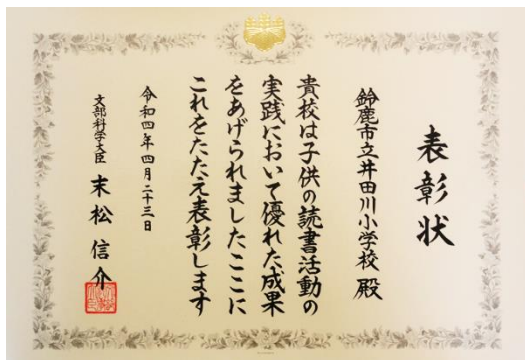 表彰状
鈴鹿市立井田川小学校 殿
貴校は子供の読書活動の
実践において優れた成果
をあげられましたここに
これをたたえ表彰します
令和四年四月二十三日
文部科学大臣 末松信介